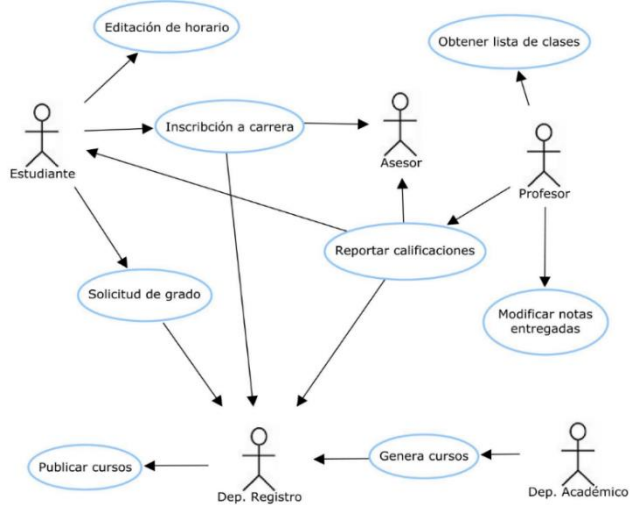 Editación de horario
Obtener lista de clases
Inscribción a carrera
Estudiante
Asesor
Profesor
Reportar calificaciones
Solicitud de grado
Modificar notas
entregadas
Publicar cursos
Dep. Registro
Genera cursos
Dep. Académico